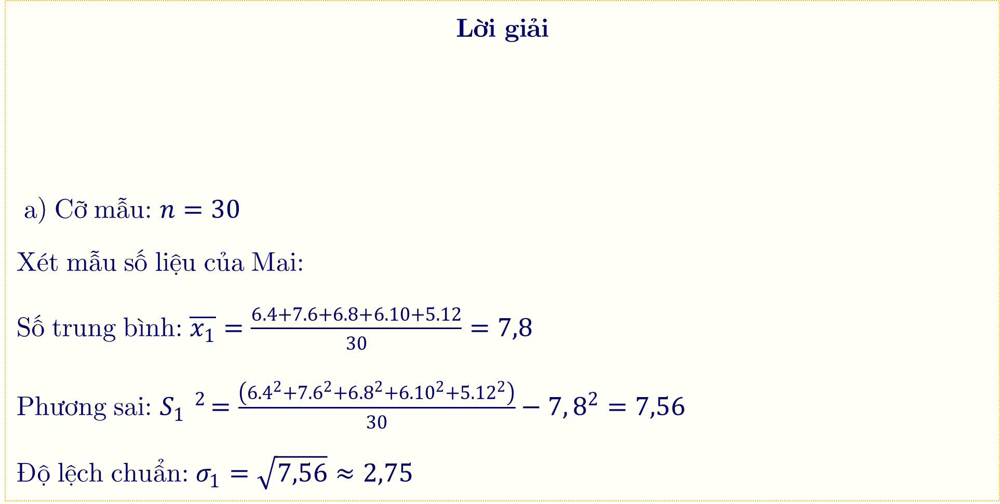 Lời giải
a) Cỡ mẫu: n = 30
Xét mẫu số liệu của Mai:
Số trung bình: $\overline{x_1} = \frac{6.4+7.6+6.8+6.10+5.12}{30} = 7,8$
Phương sai: $S_1{}^2 = \frac{(6.4^2+7.6^2+6.8^2+6.10^2+5.12^2)}{30} - 7,8^2 = 7,56$
Độ lệch chuẩn: $\sigma_1 = \sqrt{7,56} \approx 2,75$